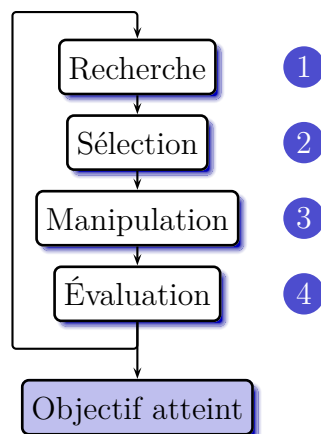 Recherche 1
Sélection 2
Manipulation 3
Évaluation 4
Objectif atteint